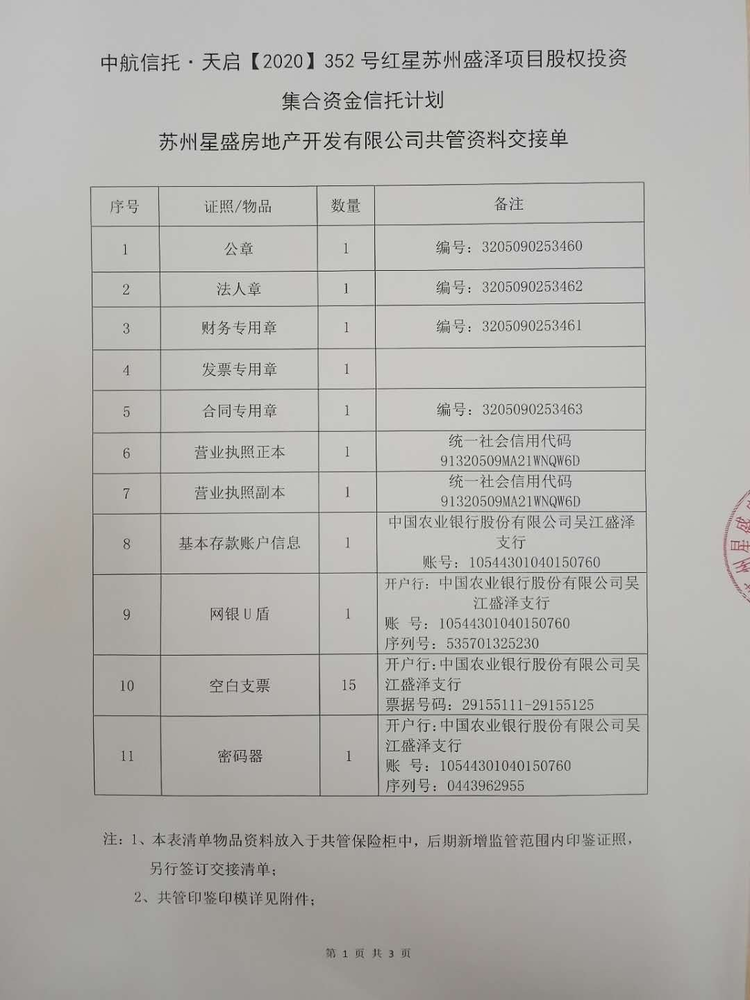 中航信托·天启【2020】352号红星苏州盛泽项目股权投资
集合资金信托计划
苏州星盛房地产开发有限公司共管资料交接单
序号 证照/物品 数量 备注
1 公章 1 编号：3205090253460
2 法人章 1 编号：3205090253462
3 财务专用章 1 编号：3205090253461
4 发票专用章 1
5 合同专用章 1 编号：3205090253463
6 营业执照正本 1 统一社会信用代码
91320509MA21WNQW6D
7 营业执照副本 1 统一社会信用代码
91320509MA21WNQW6D
8 基本存款账户信息 1 中国农业银行股份有限公司吴江盛泽
支行
账号：10544301040150760
9 网银U盾 1 开户行：中国农业银行股份有限公司吴
江盛泽支行
账 号：10544301040150760
序列号：535701325230
10 空白支票 15 开户行：中国农业银行股份有限公司吴
江盛泽支行
票据号码：29155111-29155125
11 密码器 1 开户行：中国农业银行股份有限公司吴
江盛泽支行
账 号：10544301040150760
序列号：0443962955
注：1、本表清单物品资料放入于共管保险柜中，后期新增监管范围内印鉴证照，
另行签订交接清单；
2、共管印鉴印模详见附件；
第 1 页 共 3 页
州星盛